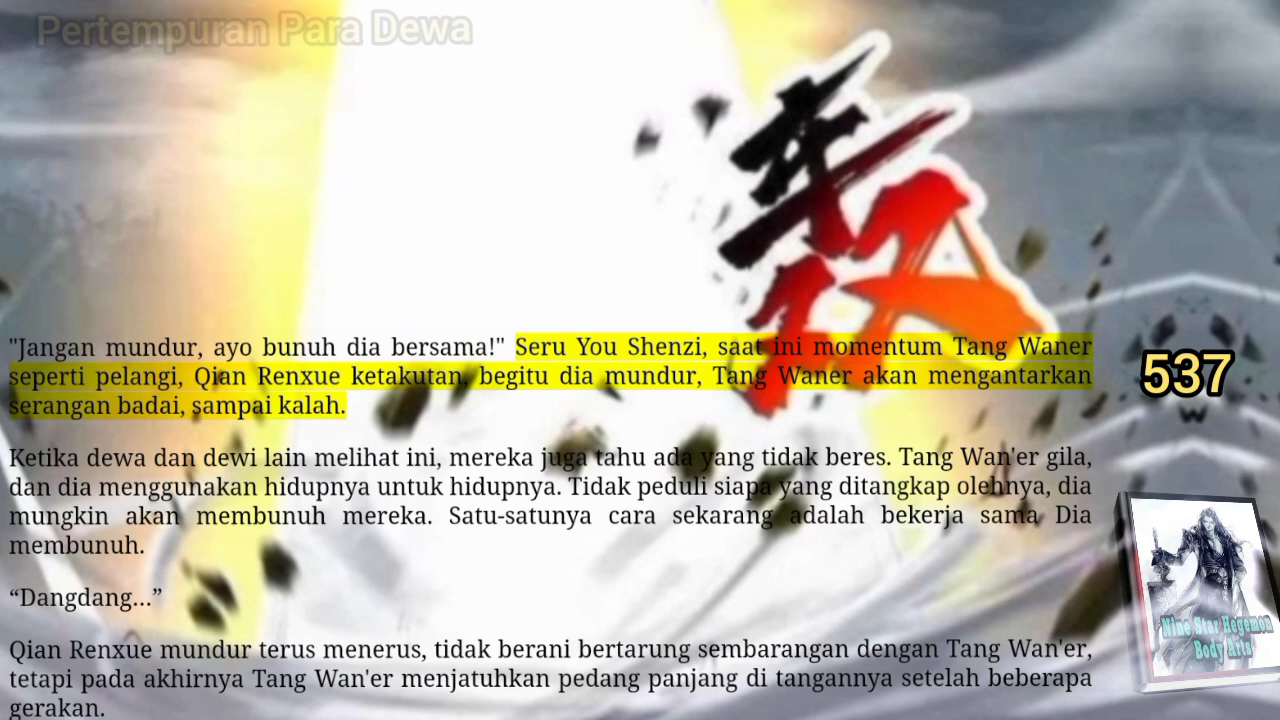 Pertempuran Para Dewa
"Jangan mundur, ayo bunuh dia bersama!" Seru You Shenzi, saat ini momentum Tang Waner
seperti pelangi, Qian Renxue ketakutan, begitu dia mundur, Tang Waner akan mengantarkan
serangan badai, sampai kalah.
537
Ketika dewa dan dewi lain melihat ini, mereka juga tahu ada yang tidak beres. Tang Wan'er gila,
dan dia menggunakan hidupnya untuk hidupnya. Tidak peduli siapa yang ditangkap olehnya, dia
mungkin akan membunuh mereka. Satu-satunya cara sekarang adalah bekerja sama Dia
membunuh.
“Dangdang…”
Qian Renxue mundur terus menerus, tidak berani bertarung sembarangan dengan Tang Wan'er,
tetapi pada akhirnya Tang Wan'er menjatuhkan pedang panjang di tangannya setelah beberapa
gerakan.
Nine Star Hegemon
Body Arts